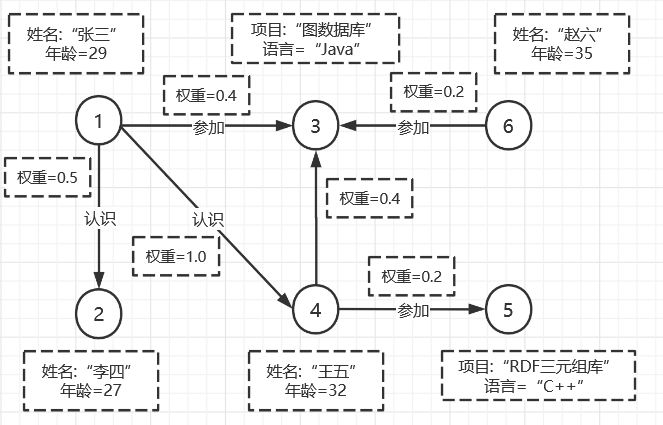 姓名:“张三”
年龄=29
项目:“图数据库”
语言=“Java”
姓名:“赵六”
年龄=35
权重=0.4
权重=0.2
1
参加
3
参加
6
权重=0.5
权重=0.4
认识
认识
权重=1.0
权重=0.2
2
4
参加
5
姓名:“李四”
年龄=27
姓名:“王五”
年龄=32
项目:“RDF三元组库”
语言=“C++”